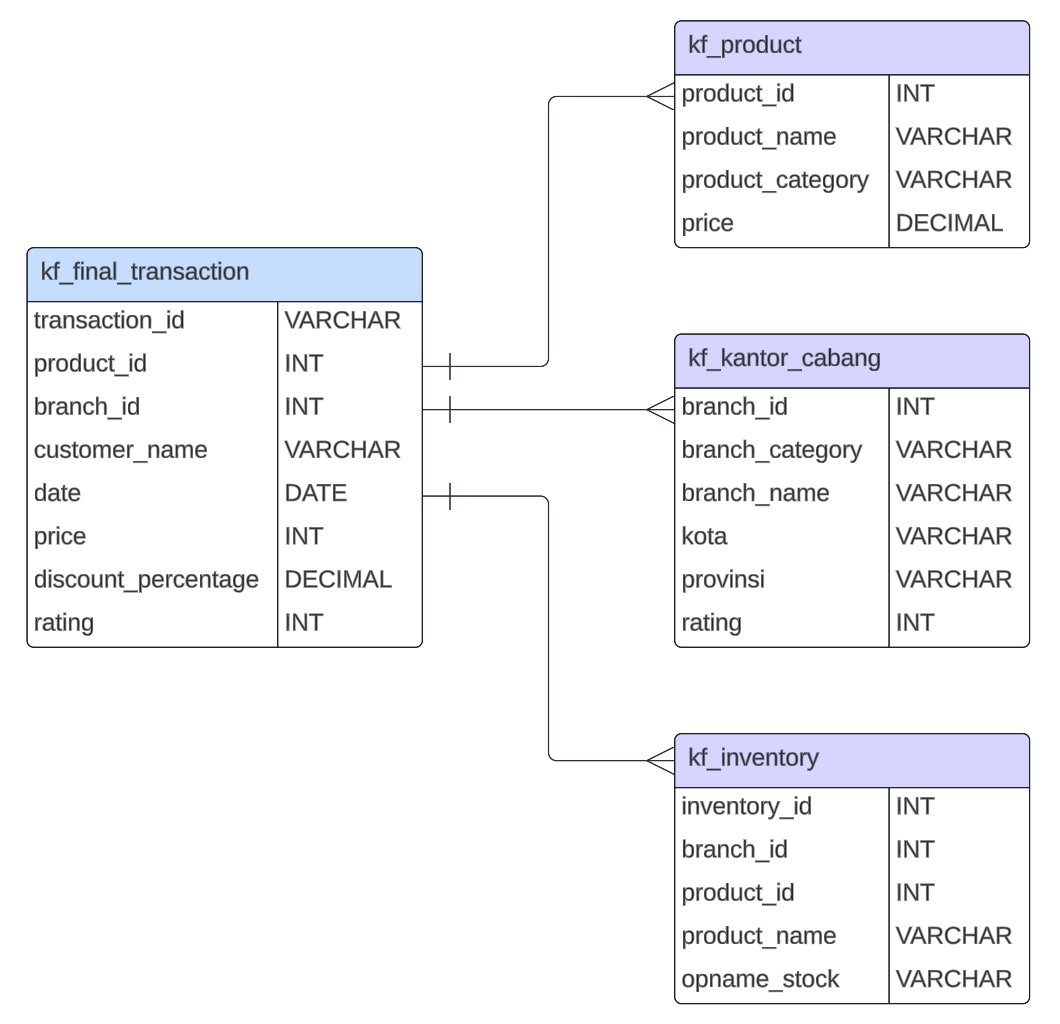 kf_product
product_id INT
product_name VARCHAR
product_category VARCHAR
price DECIMAL
kf_final_transaction
transaction_id VARCHAR
product_id INT
branch_id INT
customer_name VARCHAR
date DATE
price INT
discount_percentage DECIMAL
rating INT
kf_kantor_cabang
branch_id INT
branch_category VARCHAR
branch_name VARCHAR
kota VARCHAR
provinsi VARCHAR
rating INT
kf_inventory
inventory_id INT
branch_id INT
product_id INT
product_name VARCHAR
opname_stock VARCHAR